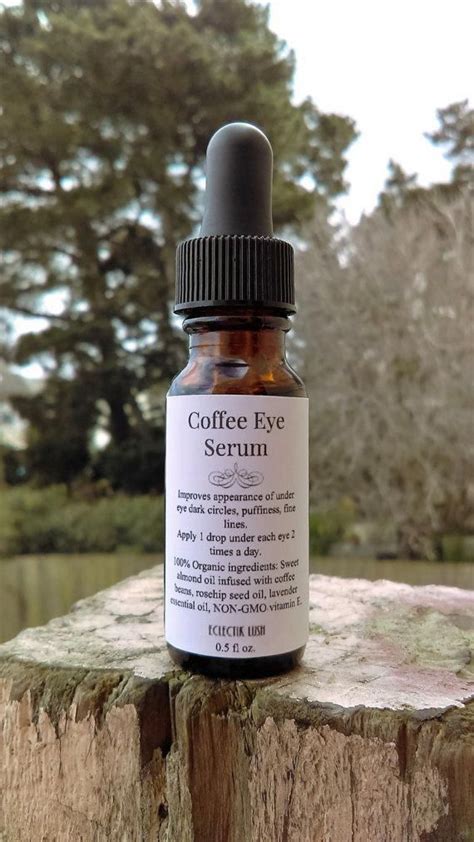 Coffee Eye
Serum
Improves appearance of under
eye dark circles, puffiness, fine
lines.
Apply 1 drop under each eye 2
times a day.
100% Organic ingredients: Sweet
almond oil infused with coffee
beans, rosehip seed oil, lavender
essential oil, NON-GMO vitamin E.
ECLECTIK LUSH
0.5 fl oz.